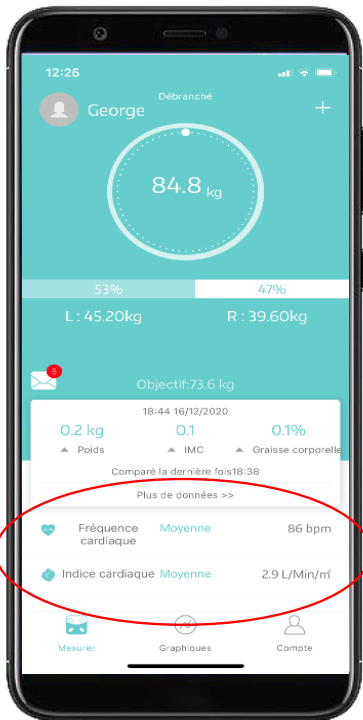 12:25
Débranché
George
+
84.8 kg
53% 47%
L : 45.20kg R : 39.60kg
5
Objectif:73.6 kg
18:44 16/12/2020
0.2 kg 0.1 0.1%
Poids IMC Graisse corporelle
Comparé la dernière fois18:38
Plus de données >>
Fréquence cardíaque Moyenne 86 bpm
Indice cardiaque Moyenne 2.9 L/Min/㎡
Mesurer Graphiques Compte